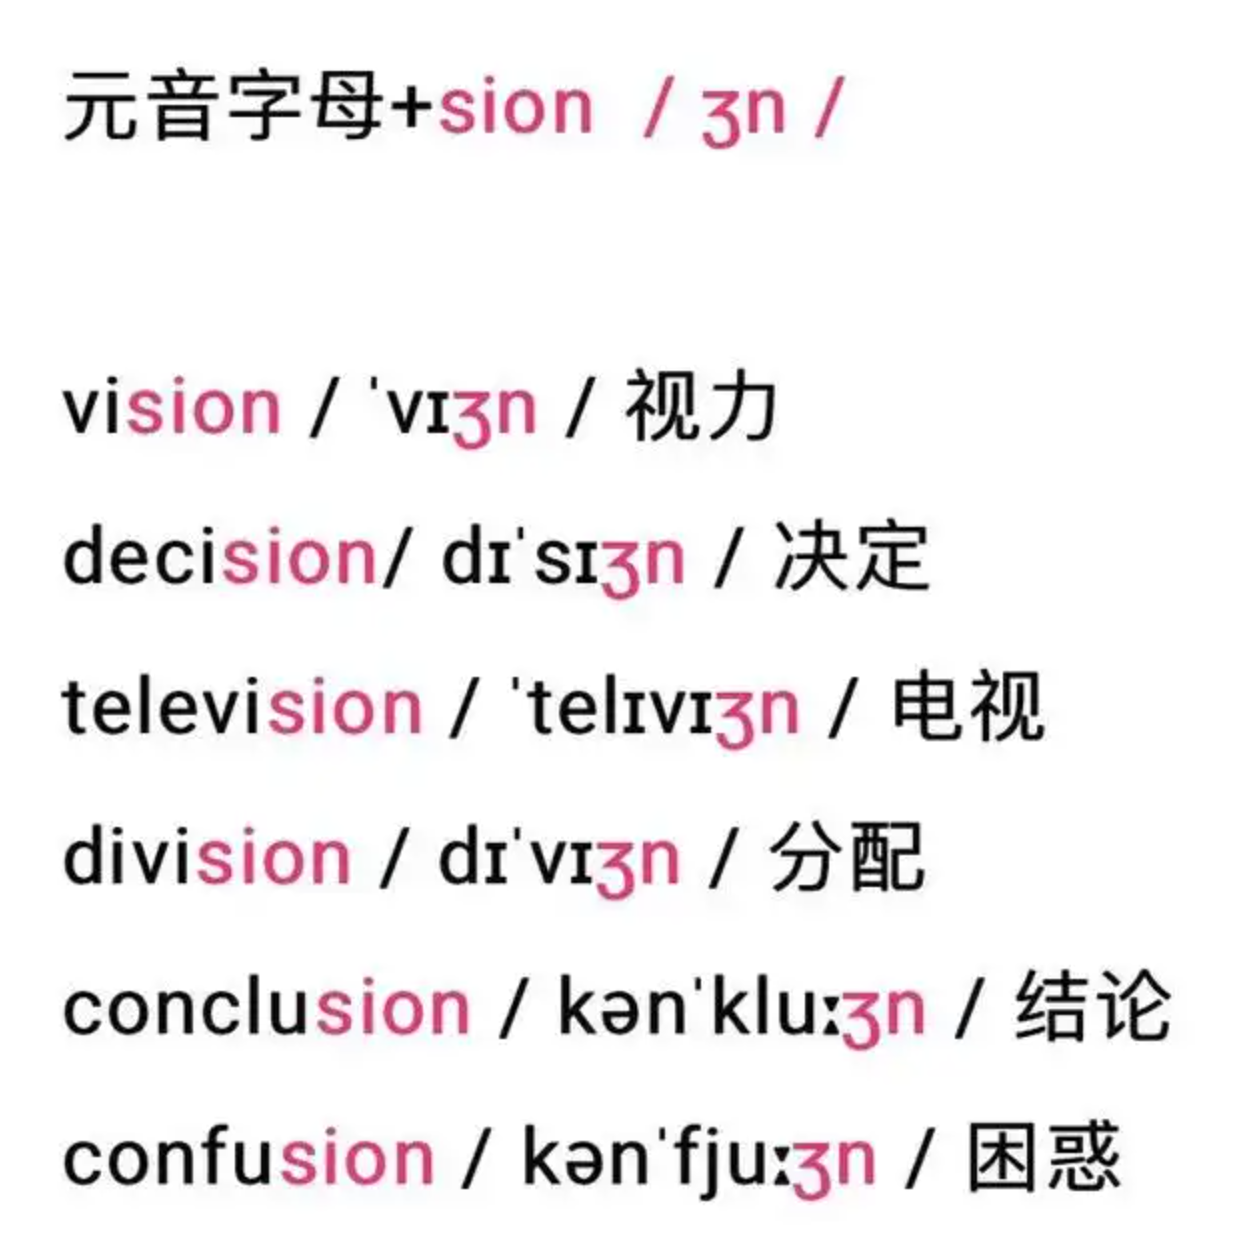 元音字母+sion / ʒn /
vision / ˈvɪʒn / 视力
decision/ dɪˈsɪʒn / 决定
television / ˈtelɪvɪʒn / 电视
division / dɪˈvɪʒn / 分配
conclusion / kənˈkluːʒn / 结论
confusion / kənˈfjuːʒn / 困惑